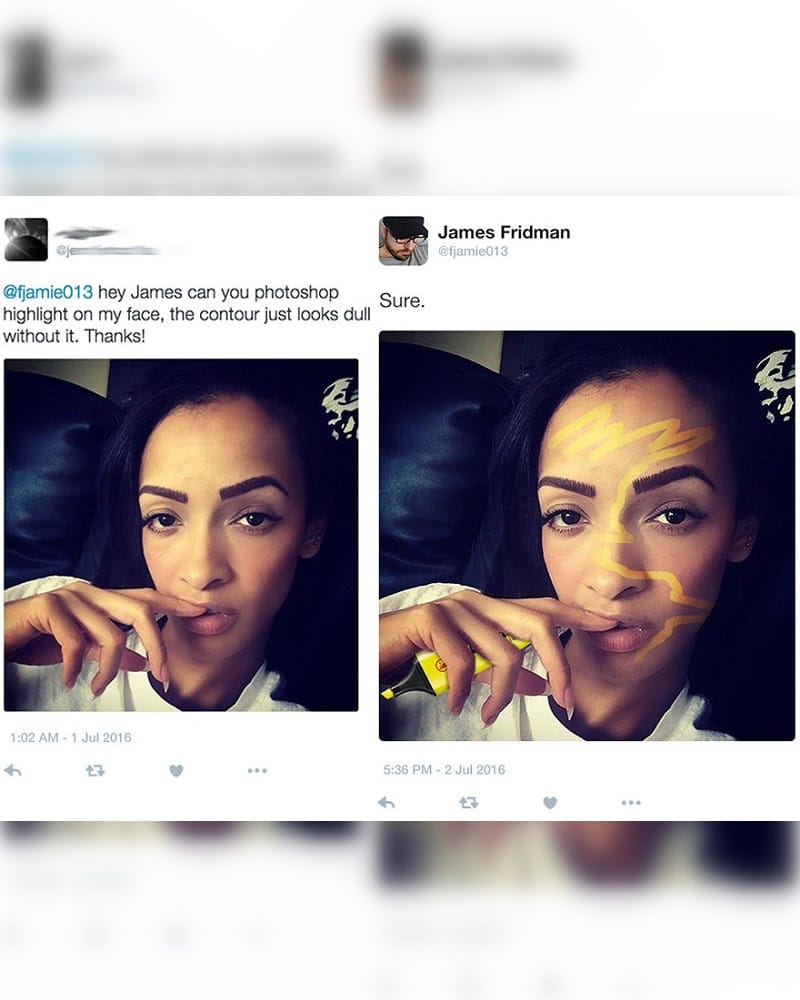 @j
@fjamie013 hey James can you photoshop
highlight on my face, the contour just looks dull
without it. Thanks!
1:02 AM - 1 Jul 2016
James Fridman
@fjamie013
Sure.
5:36 PM - 2 Jul 2016